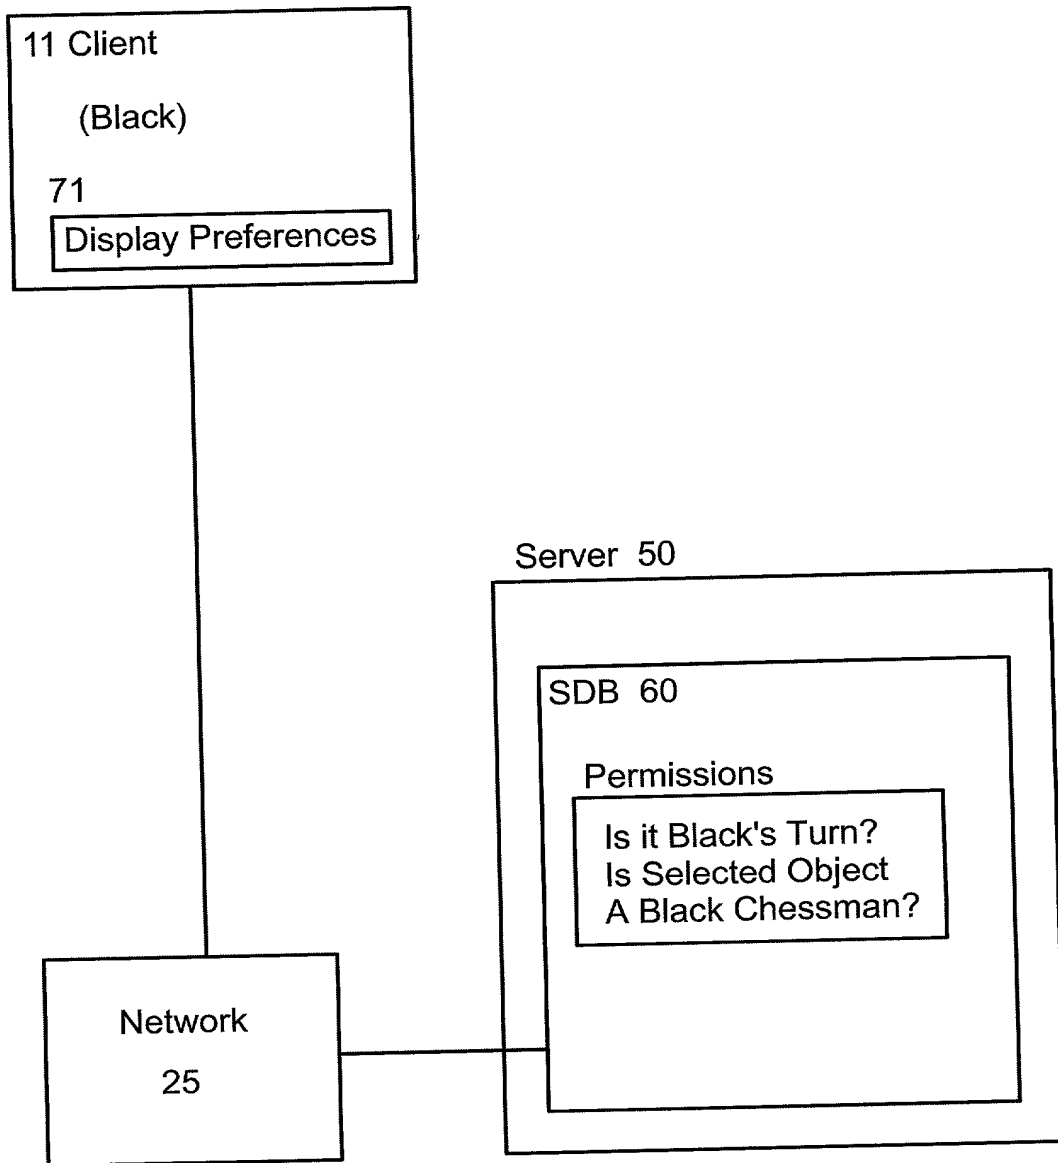 11 Client
(Black)
71
Display Preferences
Server 50
SDB 60
Permissions
Is it Black's Turn?
Is Selected Object
A Black Chessman?
Network
25